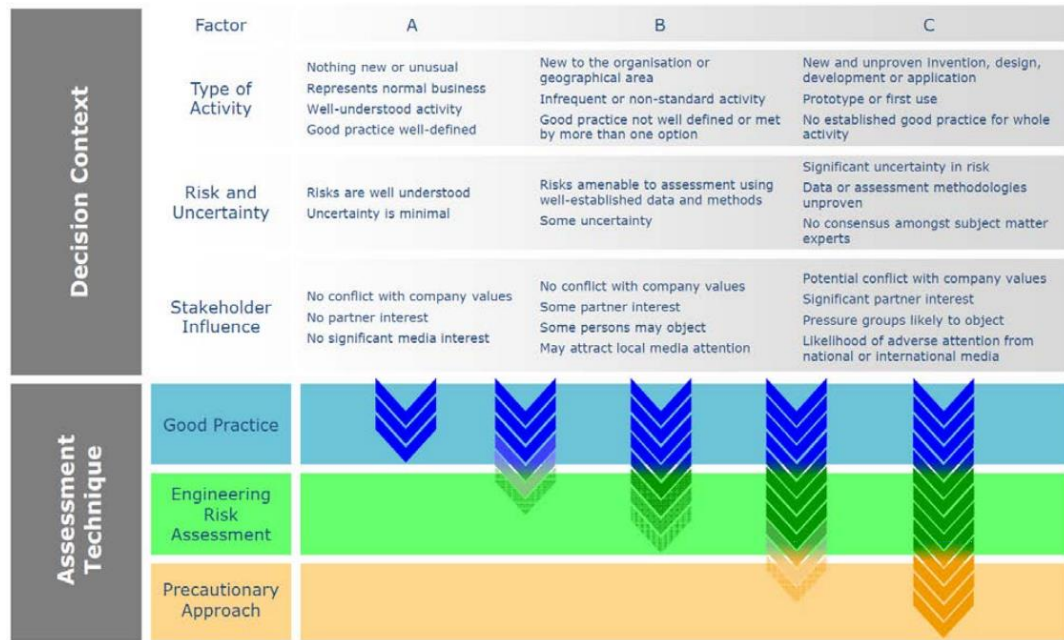 Decision Context
Factor
A
B
C
Type of
Activity
Nothing new or unusual
Represents normal business
Well-understood activity
Good practice well-defined
New to the organisation or
geographical area
Infrequent or non-standard activity
Good practice not well defined or met
by more than one option
New and unproven invention, design,
development or application
Prototype or first use
No established good practice for whole
activity
Risk and
Uncertainty
Risks are well understood
Uncertainty is minimal
Risks amenable to assessment using
well-established data and methods
Some uncertainty
Significant uncertainty in risk
Data or assessment methodologies
unproven
No consensus amongst subject matter
experts
Stakeholder
Influence
No conflict with company values
No partner interest
No significant media interest
No conflict with company values
Some partner interest
Some persons may object
May attract local media attention
Potential conflict with company values
Significant partner interest
Pressure groups likely to object
Likelihood of adverse attention from
national or international media
Assessment
Technique
Good Practice
Engineering
Risk
Assessment
Precautionary
Approach